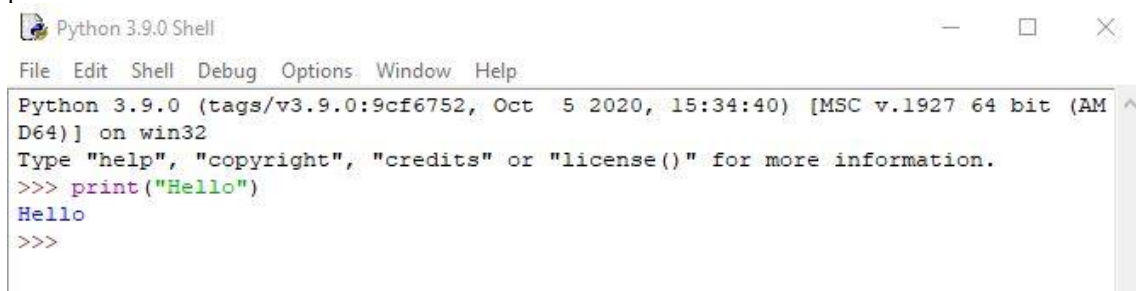 Python 3.9.0 Shell
File Edit Shell Debug Options Window Help
Python 3.9.0 (tags/v3.9.0:9cf6752, Oct  5 2020, 15:34:40) [MSC v.1927 64 bit (AM
D64)] on win32
Type "help", "copyright", "credits" or "license()" for more information.
>>> print("Hello")
Hello
>>>